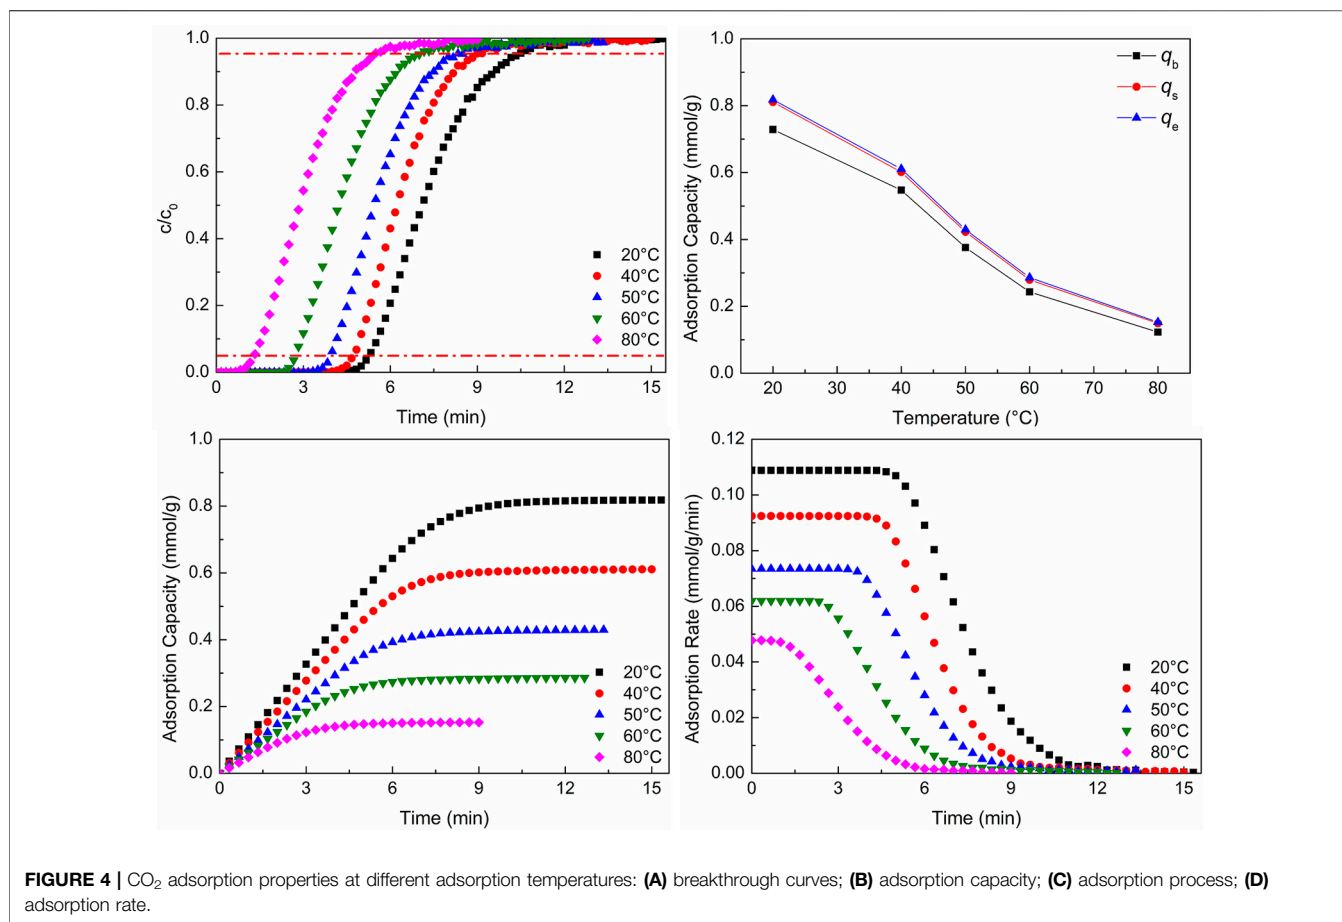 1.0
0.8
0.6
0.4
0.2
0.0
c/c0
0 3 6 9 12 15
Time (min)
20°C
40°C
50°C
60°C
80°C
1.0
0.8
0.6
0.4
0.2
0.0
Adsorption Capacity (mmol/g)
20 30 40 50 60 70 80
Temperature (°C)
qb
qs
qe
1.0
0.8
0.6
0.4
0.2
0.0
Adsorption Capacity (mmol/g)
0 3 6 9 12 15
Time (min)
20°C
40°C
50°C
60°C
80°C
0.12
0.10
0.08
0.06
0.04
0.02
0.00
Adsorption Rate (mmol/g/min)
0 3 6 9 12 15
Time (min)
20°C
40°C
50°C
60°C
80°C
FIGURE 4 | CO2 adsorption properties at different adsorption temperatures: (A) breakthrough curves; (B) adsorption capacity; (C) adsorption process; (D)
adsorption rate.